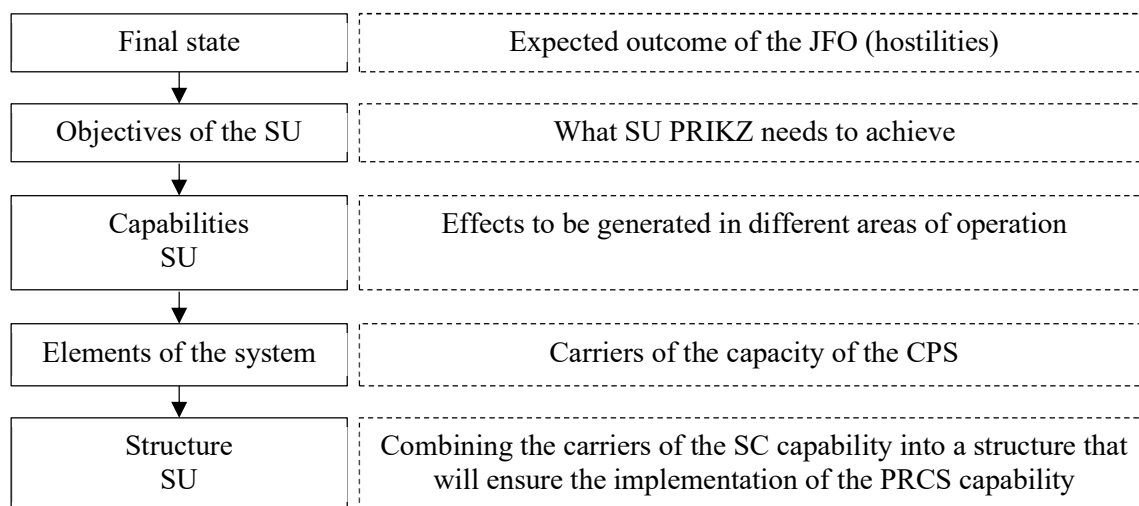 Final state
Expected outcome of the JFO (hostilities)
Objectives of the SU
What SU PRIKZ needs to achieve
Capabilities
SU
Effects to be generated in different areas of operation
Elements of the system
Carriers of the capacity of the CPS
Structure
SU
Combining the carriers of the SC capability into a structure that
will ensure the implementation of the PRCS capability